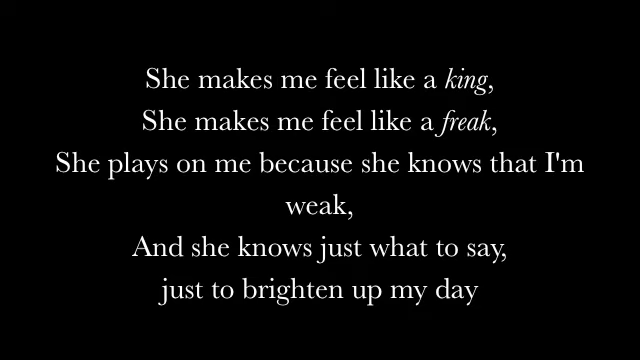 She makes me feel like a king,
She makes me feel like a freak,
She plays on me because she knows that I'm
weak,
And she knows just what to say,
just to brighten up my day